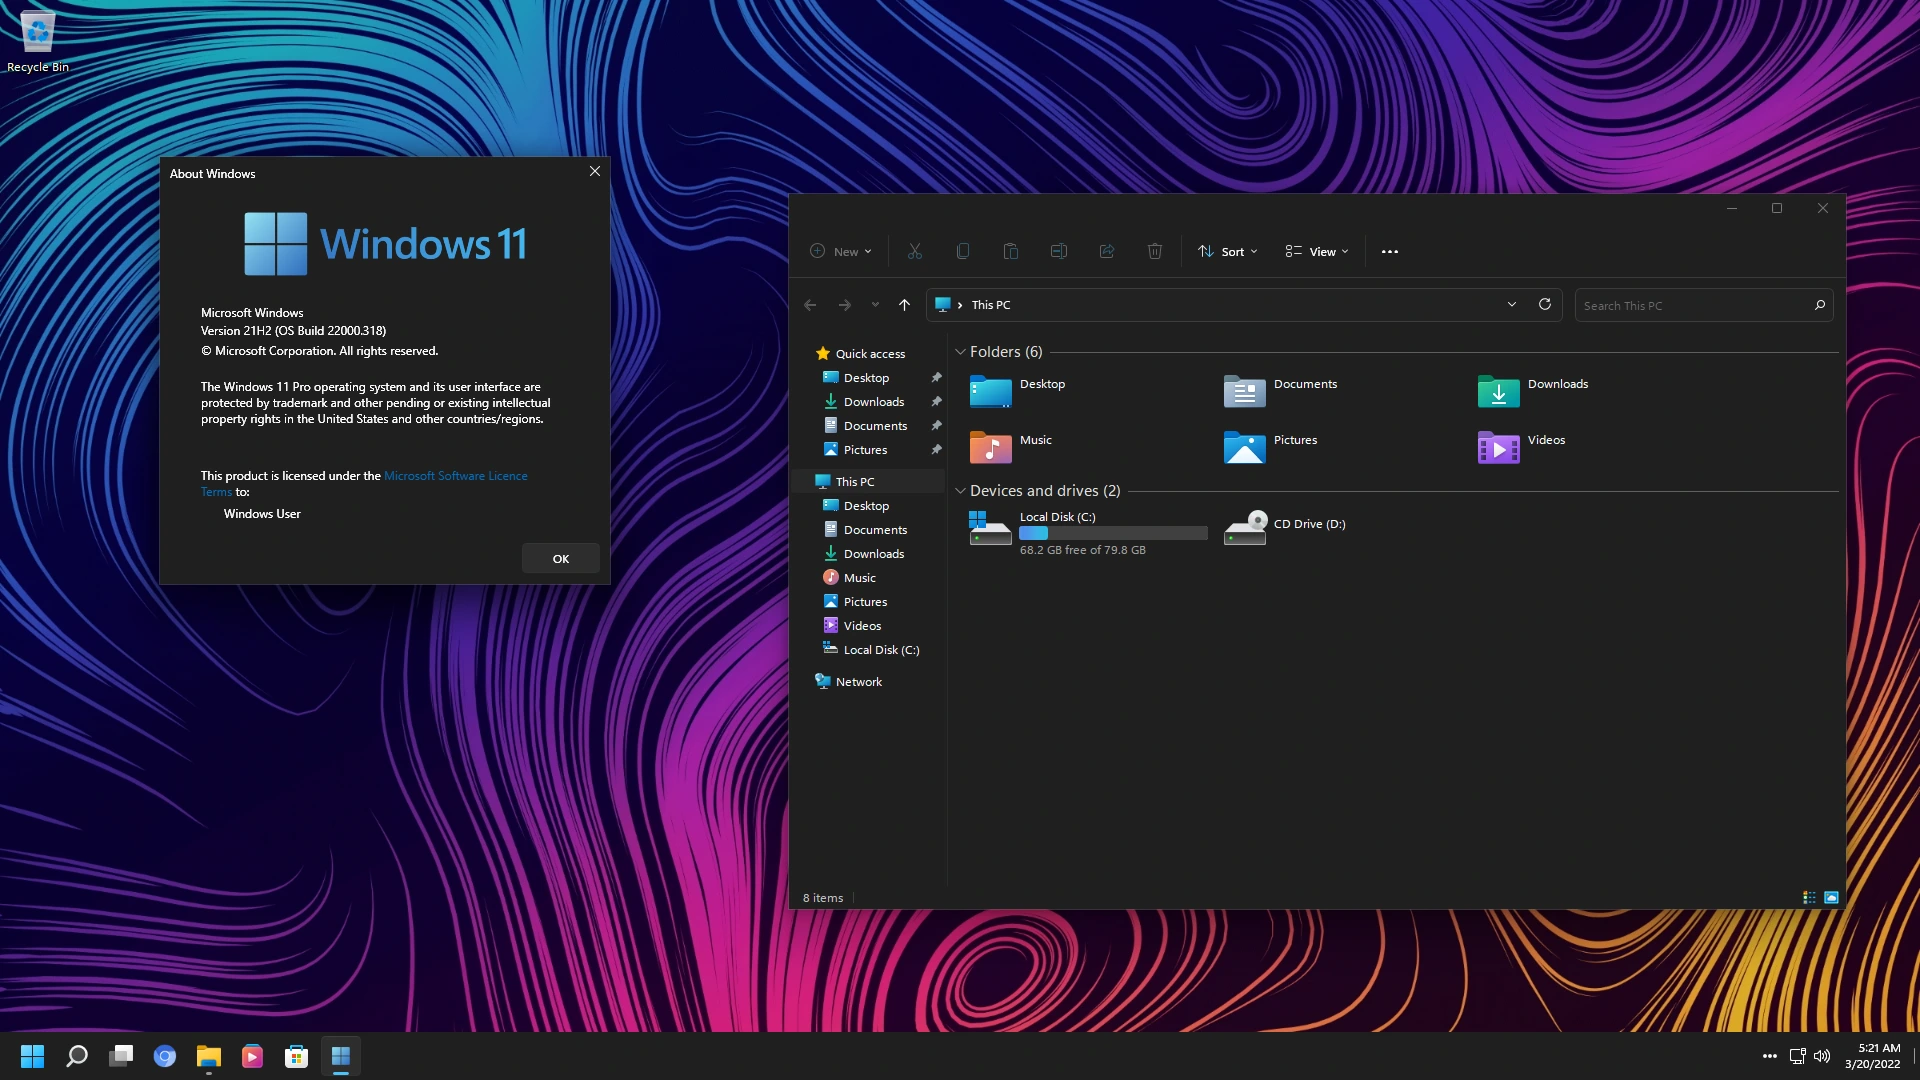 Recycle Bin
About Windows
Windows 11
Microsoft Windows
Version 21H2 (OS Build 22000.318)
© Microsoft Corporation. All rights reserved.
The Windows 11 Pro operating system and its user interface are
protected by trademark and other pending or existing intellectual
property rights in the United States and other countries/regions.
This product is licensed under the Microsoft Software Licence
Terms to:
Windows User
OK
New
Sort
View
This PC
Search This PC
Quick access
Desktop
Downloads
Documents
Pictures
This PC
Desktop
Documents
Downloads
Music
Pictures
Videos
Local Disk (C:)
Network
Folders (6)
Desktop
Documents
Downloads
Music
Pictures
Videos
Devices and drives (2)
Local Disk (C:)
68.2 GB free of 79.8 GB
CD Drive (D:)
8 items
5:21 AM
3/20/2022